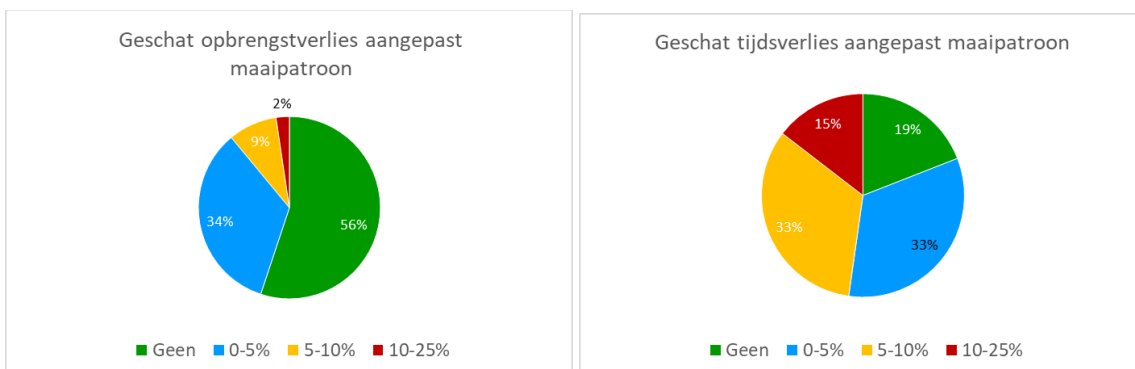 Geschat opbrengstverlies aangepast
maaipatroon
2%
9%
34%
56%
Geen 0-5% 5-10% 10-25%
Geschat tijdsverlies aangepast maaipatroon
15%
19%
33%
33%
Geen 0-5% 5-10% 10-25%